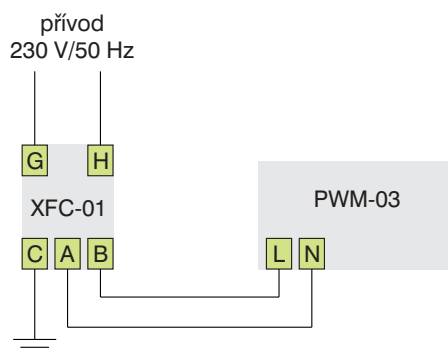 přívod
230 V/50 Hz
G H
XFC-01
PWM-03
C A B
L N